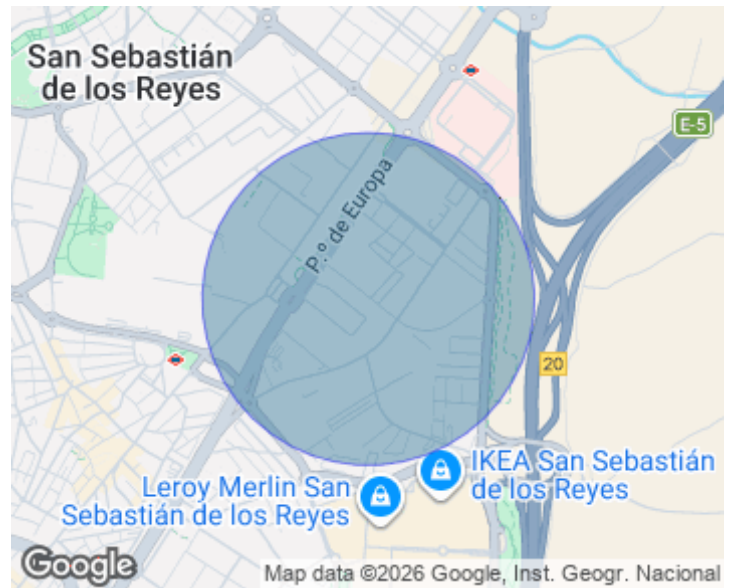 San Sebastián
de los Reyes
E-5
P.º de Europa
20
IKEA San Sebastián
de los Reyes
Leroy Merlin San
Sebastián de los Reyes
Google
Map data ©2026 Google, Inst. Geogr. Nacional